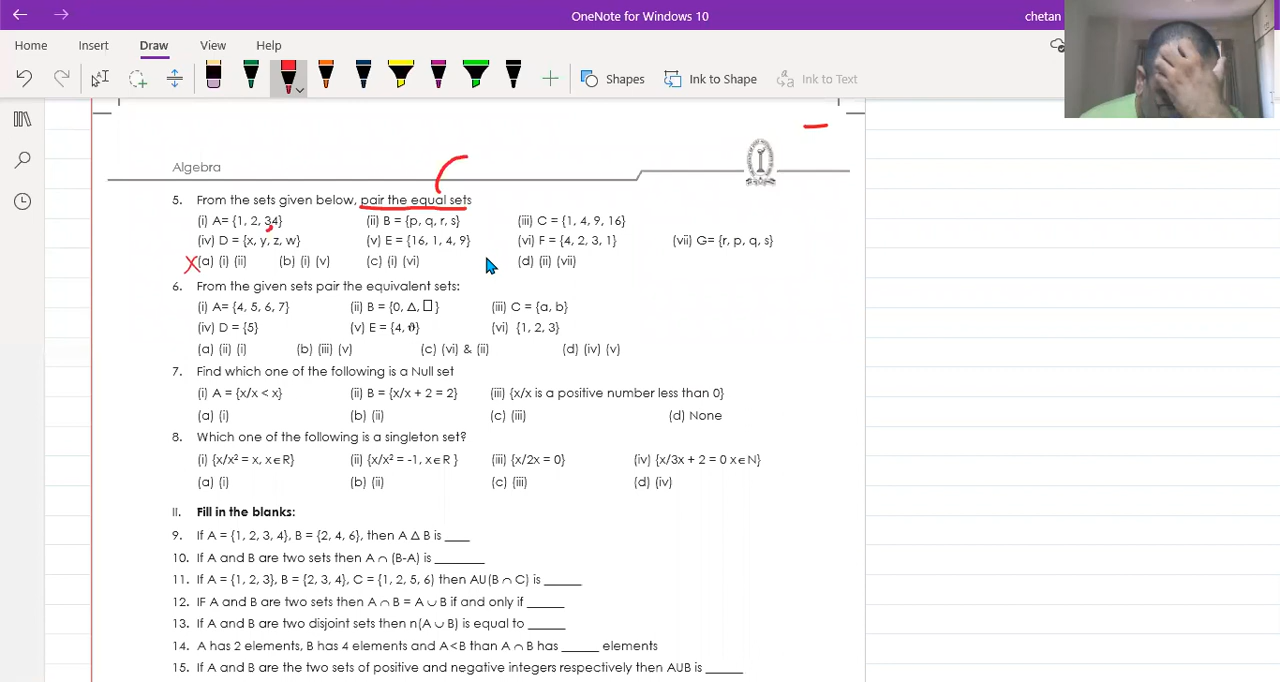 OneNote for Windows 10
chetan
Home Insert Draw View Help
Shapes Ink to Shape Ink to Text
Algebra
5. From the sets given below, pair the equal sets
(i) A= {1, 2, 34} (ii) B = {p, q, r, s} (iii) C = {1, 4, 9, 16}
(iv) D = {x, y, z, w} (v) E = {16, 1, 4, 9} (vi) F = {4, 2, 3, 1} (vii) G= {r, p, q, s}
(a) (i) (ii) (b) (i) (v) (c) (i) (vi) (d) (ii) (vii)
6. From the given sets pair the equivalent sets:
(i) A= {4, 5, 6, 7} (ii) B = {0, Δ, □ } (iii) C = {a, b}
(iv) D = {5} (v) E = {4, } (vi) {1, 2, 3}
(a) (ii) (i) (b) (iii) (v) (c) (vi) & (ii) (d) (iv) (v)
7. Find which one of the following is a Null set
(i) A = {x/x < x} (ii) B = {x/x + 2 = 2} (iii) {x/x is a positive number less than 0}
(a) (i) (b) (ii) (c) (iii) (d) None
8. Which one of the following is a singleton set?
(i) {x/x² = x, x∈R} (ii) {x/x² = -1, x∈R } (iii) {x/2x = 0} (iv) {x/3x + 2 = 0 x∈N}
(a) (i) (b) (ii) (c) (iii) (d) (iv)
II. Fill in the blanks:
9. If A = {1, 2, 3, 4}, B = {2, 4, 6}, then A Δ B is ____
10. If A and B are two sets then A ∩ (B-A) is ________
11. If A = {1, 2, 3}, B = {2, 3, 4}, C = {1, 2, 5, 6) then AU(B ∩ C) is ______
12. IF A and B are two sets then A ∩ B = A ∪ B if and only if ______
13. If A and B are two disjoint sets then n(A ∪ B) is equal to ______
14. A has 2 elements, B has 4 elements and A<B than A ∩ B has ______ elements
15. If A and B are the two sets of positive and negative integers respectively then AUB is ______